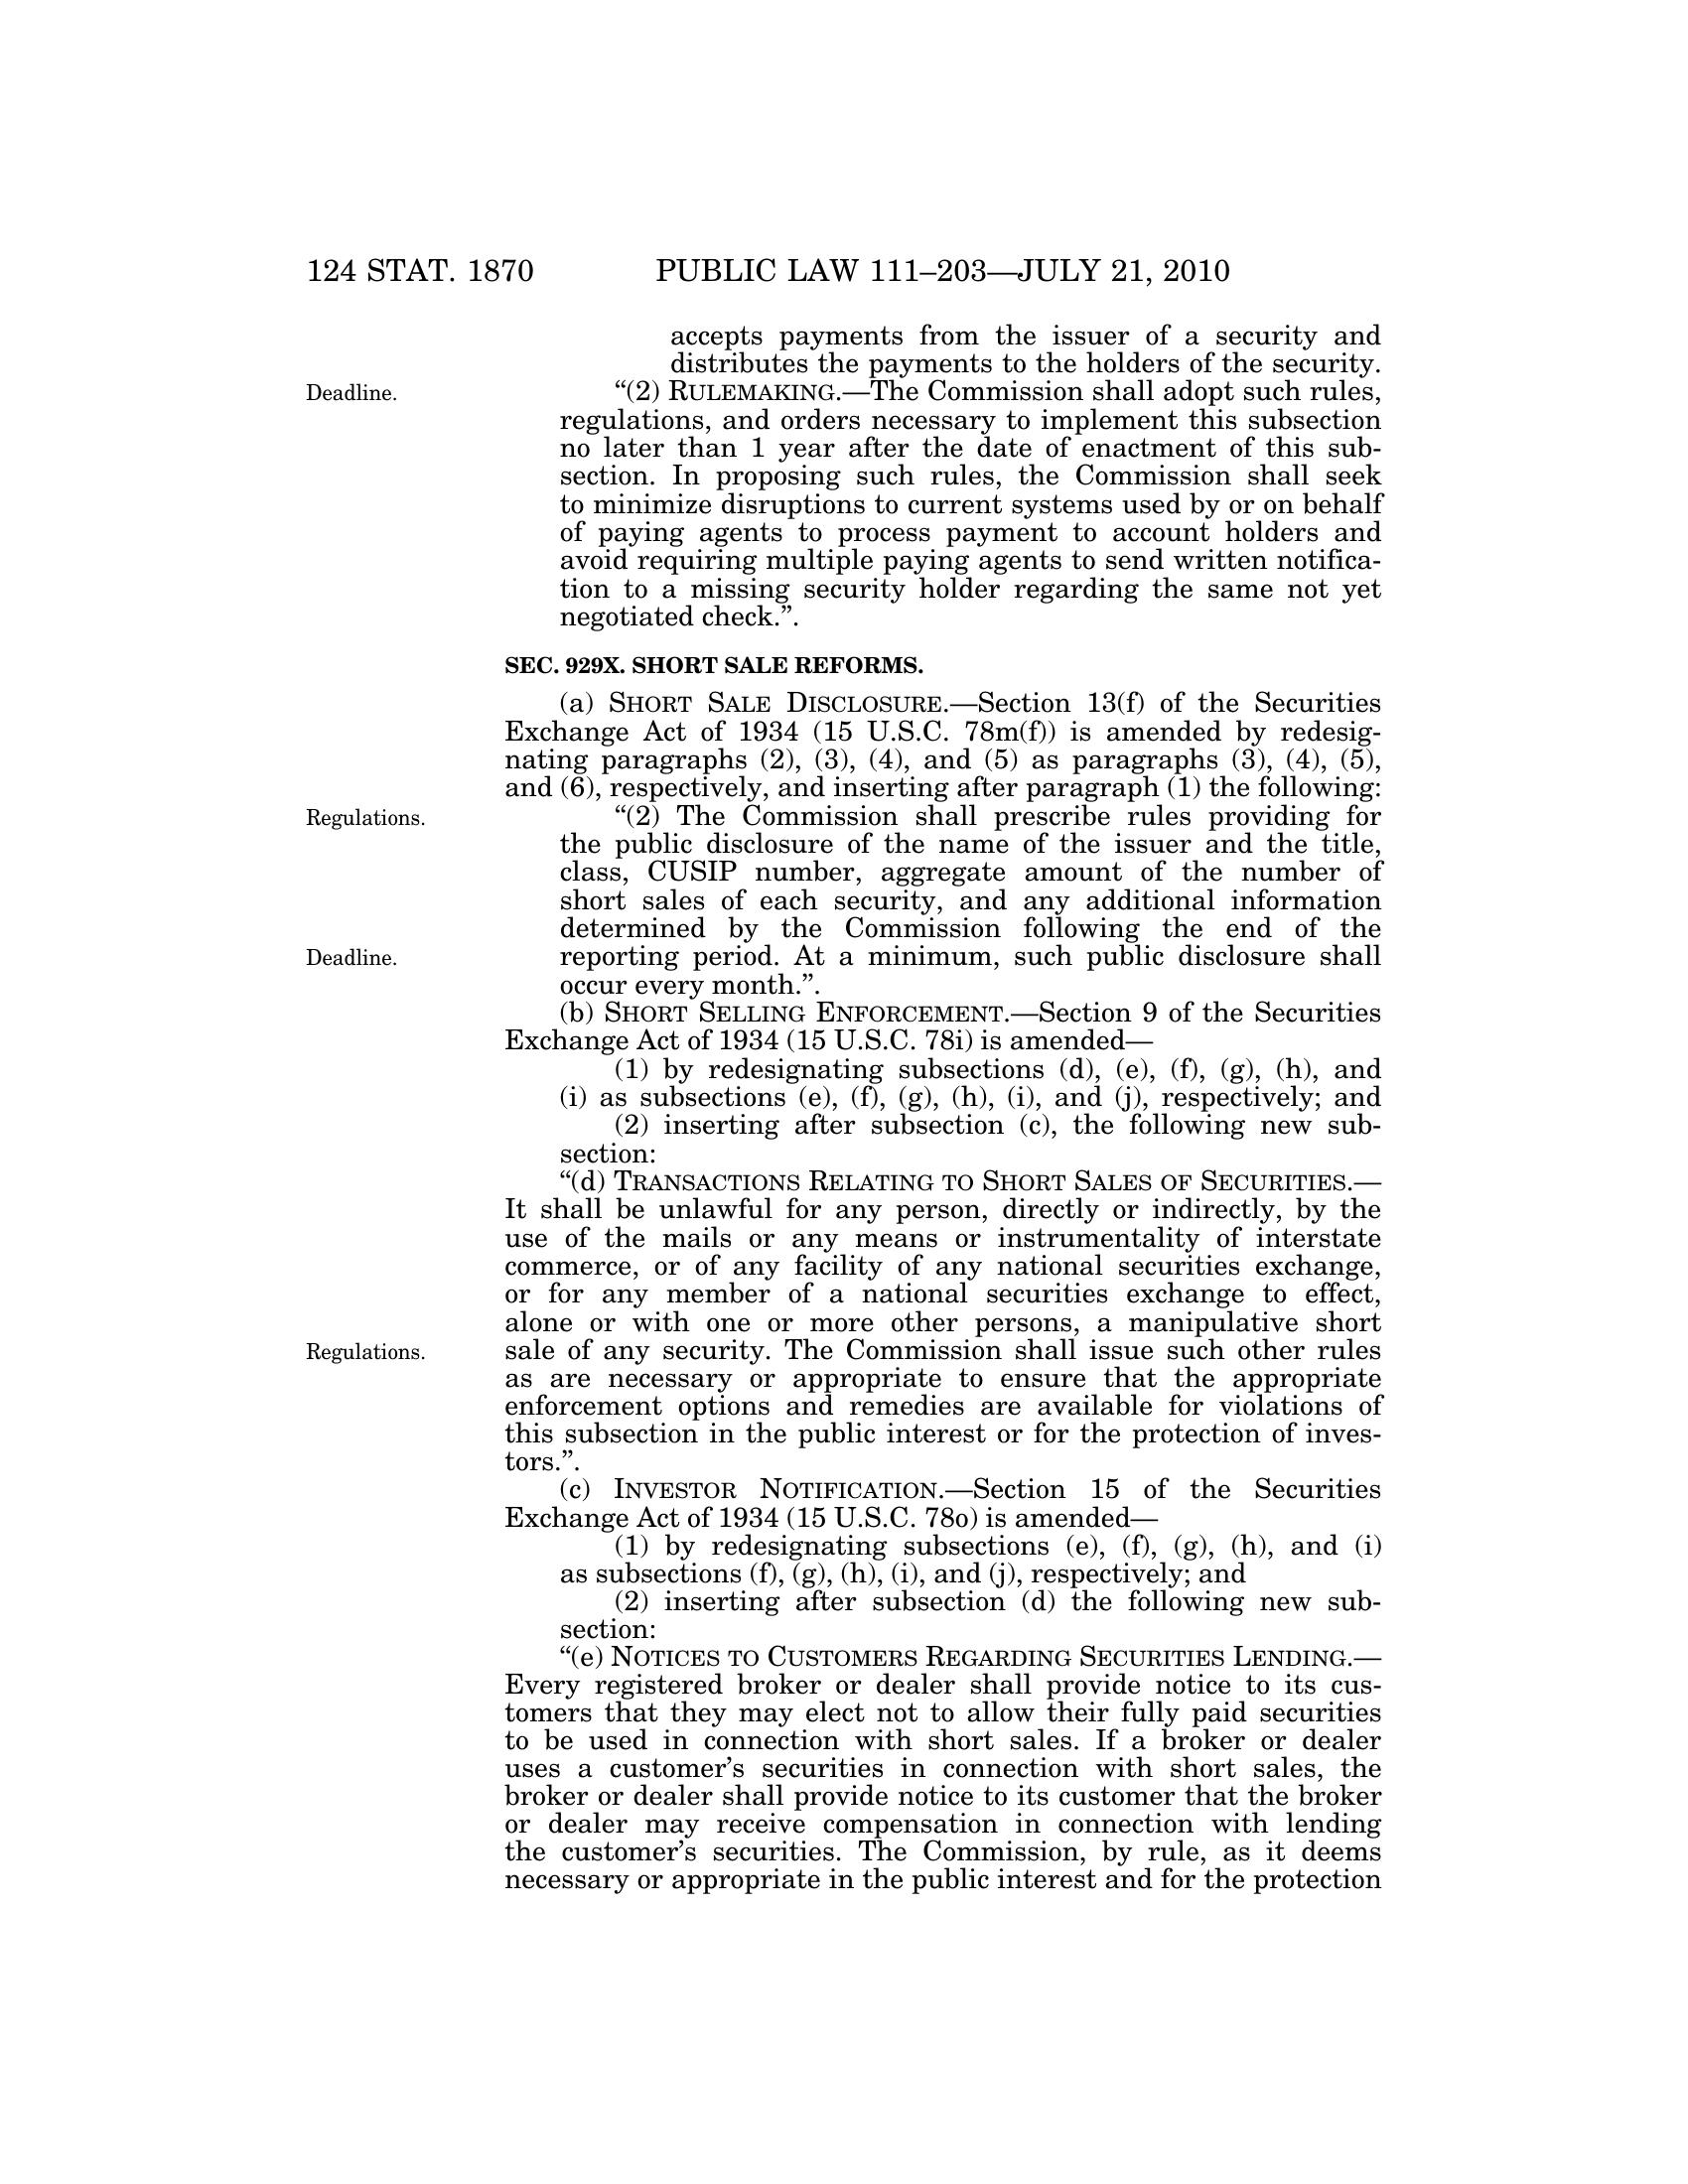 124 STAT. 1870 PUBLIC LAW 111–203—JULY 21, 2010
accepts payments from the issuer of a security and
distributes the payments to the holders of the security.
Deadline. “(2) RULEMAKING.—The Commission shall adopt such rules,
regulations, and orders necessary to implement this subsection
no later than 1 year after the date of enactment of this sub-
section. In proposing such rules, the Commission shall seek
to minimize disruptions to current systems used by or on behalf
of paying agents to process payment to account holders and
avoid requiring multiple paying agents to send written notifica-
tion to a missing security holder regarding the same not yet
negotiated check.”.
SEC. 929X. SHORT SALE REFORMS.
(a) SHORT SALE DISCLOSURE.—Section 13(f) of the Securities
Exchange Act of 1934 (15 U.S.C. 78m(f)) is amended by redesig-
nating paragraphs (2), (3), (4), and (5) as paragraphs (3), (4), (5),
and (6), respectively, and inserting after paragraph (1) the following:
Regulations. “(2) The Commission shall prescribe rules providing for
the public disclosure of the name of the issuer and the title,
class, CUSIP number, aggregate amount of the number of
short sales of each security, and any additional information
determined by the Commission following the end of the
Deadline. reporting period. At a minimum, such public disclosure shall
occur every month.”.
(b) SHORT SELLING ENFORCEMENT.—Section 9 of the Securities
Exchange Act of 1934 (15 U.S.C. 78i) is amended—
(1) by redesignating subsections (d), (e), (f), (g), (h), and
(i) as subsections (e), (f), (g), (h), (i), and (j), respectively; and
(2) inserting after subsection (c), the following new sub-
section:
“(d) TRANSACTIONS RELATING TO SHORT SALES OF SECURITIES.—
It shall be unlawful for any person, directly or indirectly, by the
use of the mails or any means or instrumentality of interstate
commerce, or of any facility of any national securities exchange,
or for any member of a national securities exchange to effect,
alone or with one or more other persons, a manipulative short
Regulations. sale of any security. The Commission shall issue such other rules
as are necessary or appropriate to ensure that the appropriate
enforcement options and remedies are available for violations of
this subsection in the public interest or for the protection of inves-
tors.”.
(c) INVESTOR NOTIFICATION.—Section 15 of the Securities
Exchange Act of 1934 (15 U.S.C. 78o) is amended—
(1) by redesignating subsections (e), (f), (g), (h), and (i)
as subsections (f), (g), (h), (i), and (j), respectively; and
(2) inserting after subsection (d) the following new sub-
section:
“(e) NOTICES TO CUSTOMERS REGARDING SECURITIES LENDING.—
Every registered broker or dealer shall provide notice to its cus-
tomers that they may elect not to allow their fully paid securities
to be used in connection with short sales. If a broker or dealer
uses a customer’s securities in connection with short sales, the
broker or dealer shall provide notice to its customer that the broker
or dealer may receive compensation in connection with lending
the customer’s securities. The Commission, by rule, as it deems
necessary or appropriate in the public interest and for the protection